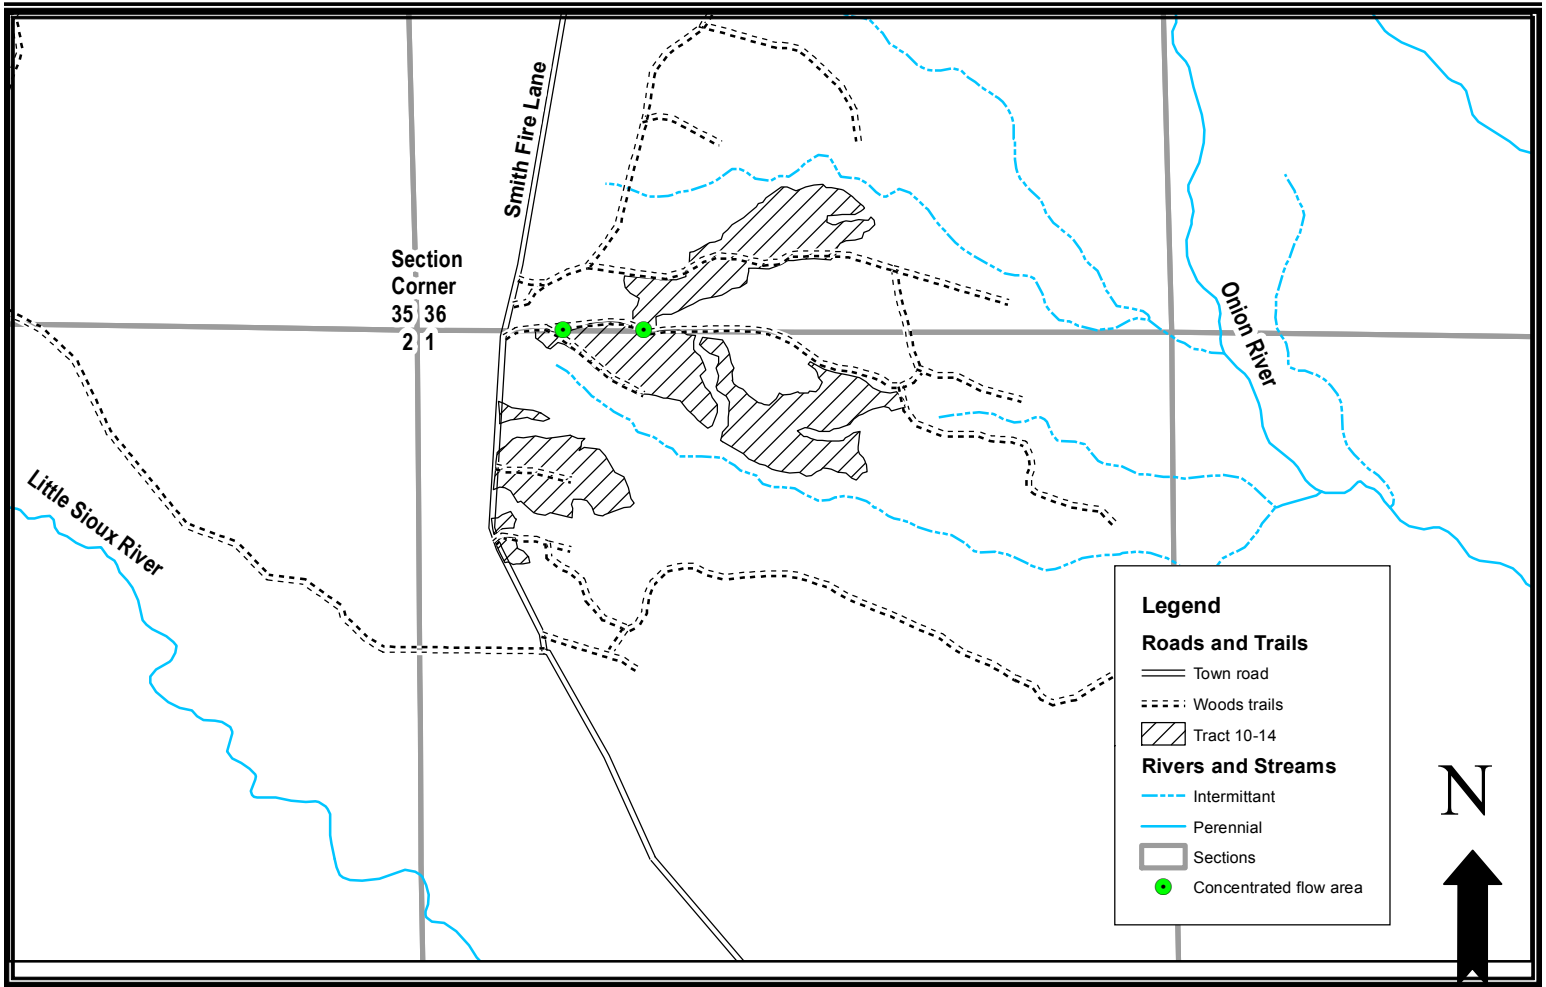 Smith Fire Lane
Section
Corner
35 36
2 1
Onion River
Little Sioux River
Legend
Roads and Trails
Town road
Woods trails
Tract 10-14
Rivers and Streams
Intermittant
Perennial
Sections
Concentrated flow area
N